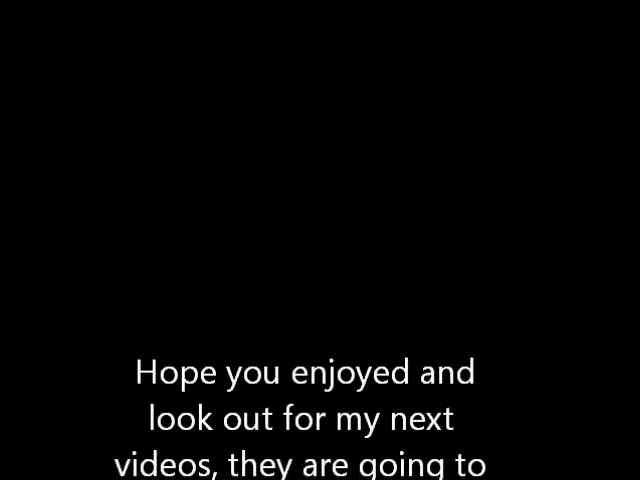 Hope you enjoyed and
look out for my next
videos, they are going to